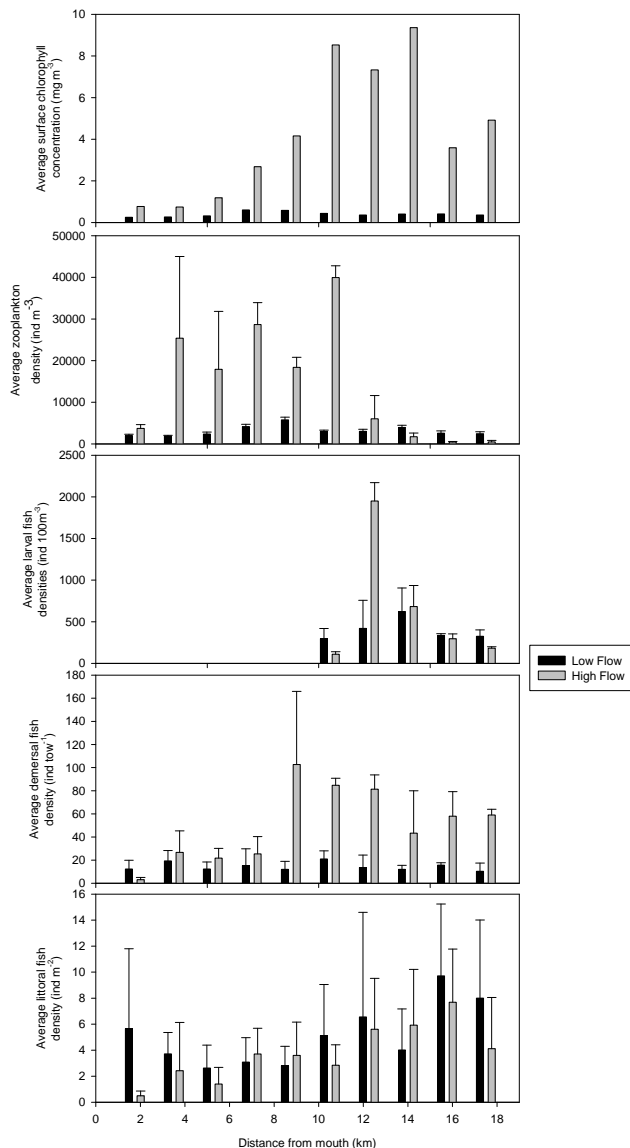 Average surface chlorophyll
concentration (mg m-3)
10
8
6
4
2
0
Average zooplankton
density (ind m-3)
50000
40000
30000
20000
10000
0
Average larval fish
densities (ind 100m-3)
2500
2000
1500
1000
500
0
Low Flow
High Flow
Average demersal fish
density (ind tow-1)
180
160
140
120
100
80
60
40
20
0
Average littoral fish
density (ind m-2)
16
14
12
10
8
6
4
2
0
0 2 4 6 8 10 12 14 16 18
Distance from mouth (km)